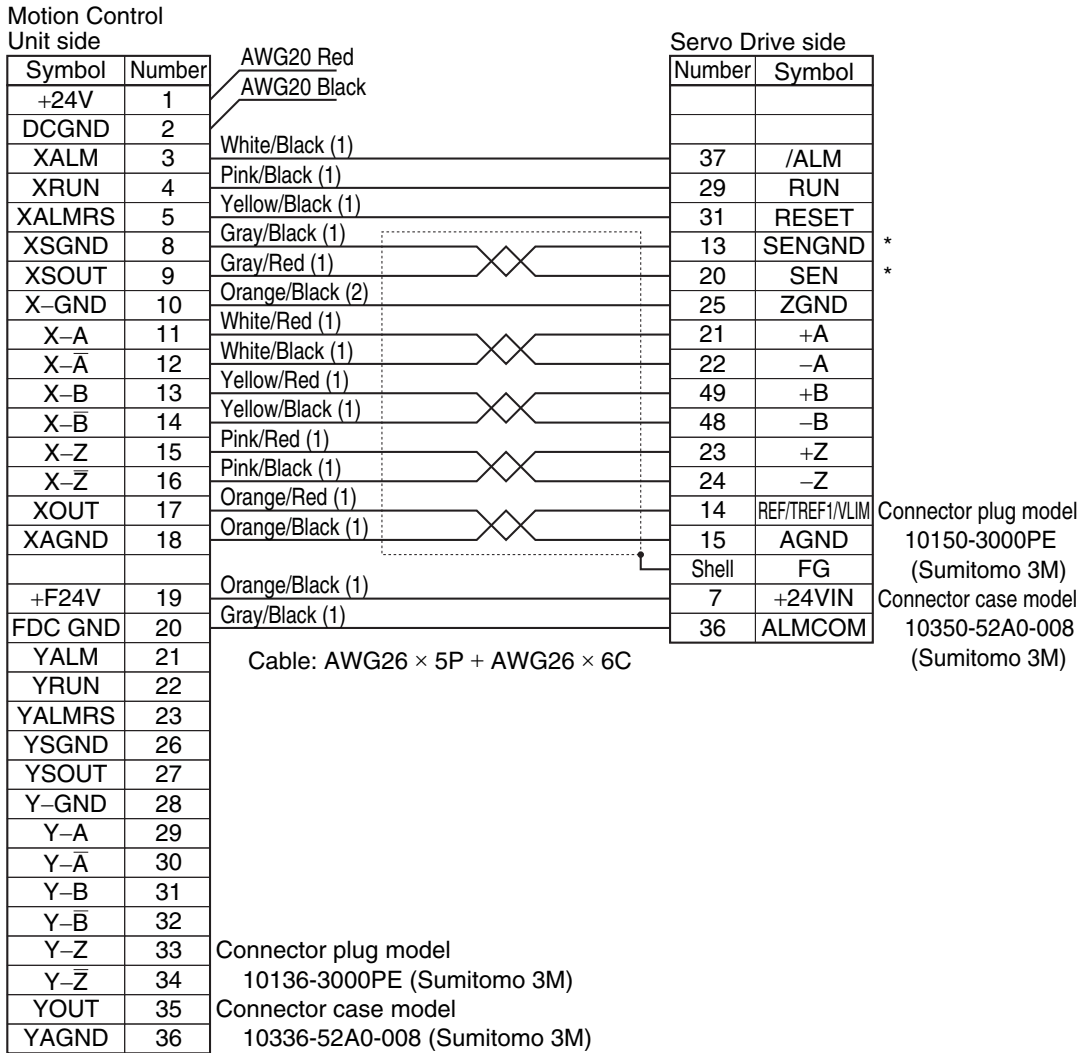 Motion Control
Unit side
Servo Drive side
Symbol Number AWG20 Red Number Symbol
+24V 1 AWG20 Black
DCGND 2
XALM 3 White/Black (1) 37 /ALM
XRUN 4 Pink/Black (1) 29 RUN
XALMRS 5 Yellow/Black (1) 31 RESET
XSGND 8 Gray/Black (1) 13 SENGND *
XSOUT 9 Gray/Red (1) 20 SEN *
X−GND 10 Orange/Black (2) 25 ZGND
X−A 11 White/Red (1) 21 +A
X−A̅ 12 White/Black (1) 22 −A
X−B 13 Yellow/Red (1) 49 +B
X−B̅ 14 Yellow/Black (1) 48 −B
X−Z 15 Pink/Red (1) 23 +Z
X−Z̅ 16 Pink/Black (1) 24 −Z
XOUT 17 Orange/Red (1) 14 REF/TREF1/VLIM Connector plug model
XAGND 18 Orange/Black (1) 15 AGND 10150-3000PE
Shell FG (Sumitomo 3M)
+F24V 19 Orange/Black (1) 7 +24VIN Connector case model
FDC GND 20 Gray/Black (1) 36 ALMCOM 10350-52A0-008
YALM 21 Cable: AWG26 × 5P + AWG26 × 6C (Sumitomo 3M)
YRUN 22
YALMRS 23
YSGND 26
YSOUT 27
Y−GND 28
Y−A 29
Y−A̅ 30
Y−B 31
Y−B̅ 32
Y−Z 33 Connector plug model
Y−Z̅ 34 10136-3000PE (Sumitomo 3M)
YOUT 35 Connector case model
YAGND 36 10336-52A0-008 (Sumitomo 3M)